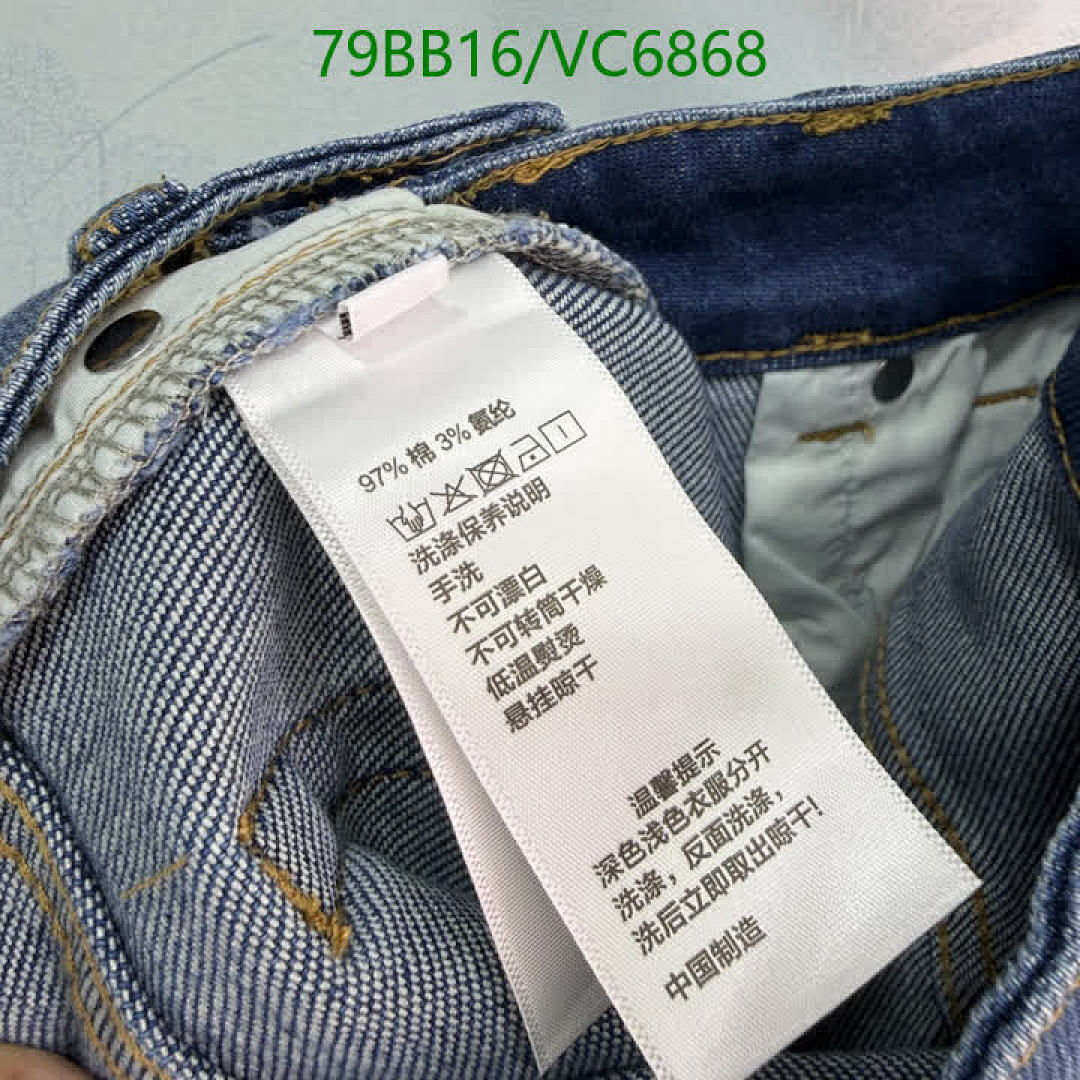 79BB16/VC6868
97% 棉 3% 氨纶
洗涤保养说明
手洗
不可漂白
不可转筒干燥
低温熨烫
悬挂晾干
温馨提示
深色浅色衣服分开
洗涤，反面洗涤，
洗后立即取出晾干!
中国制造